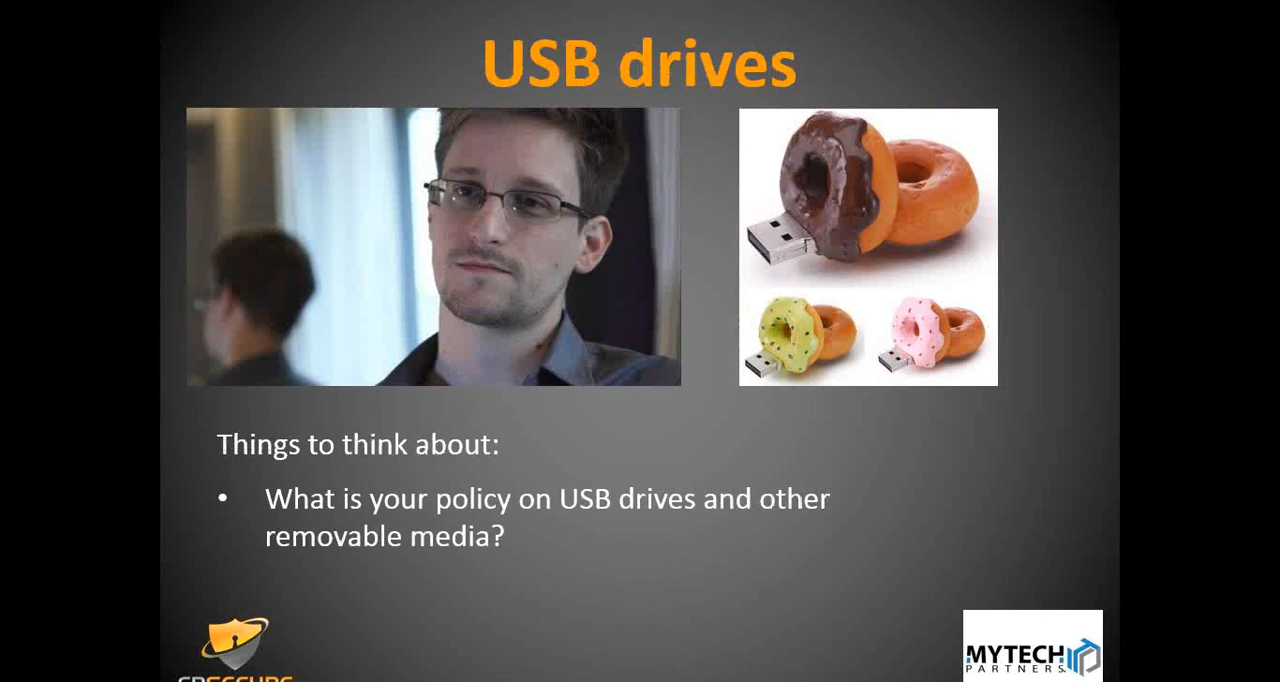 USB drives
Things to think about:
• What is your policy on USB drives and other
removable media?
MYTECH
PARTNERS